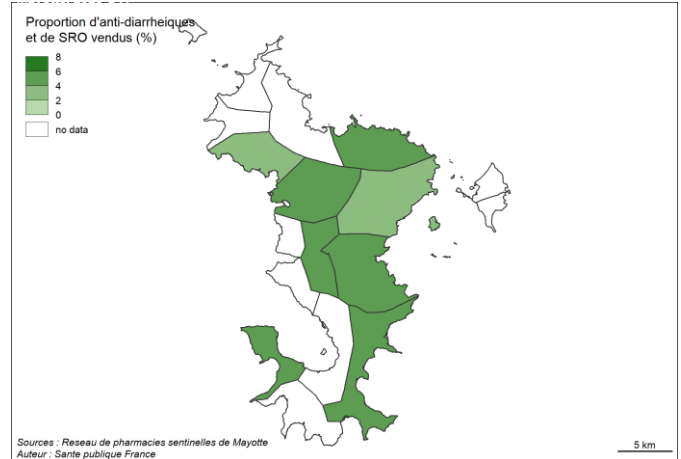 Proportion d'anti-diarrheiques
et de SRO vendus (%)
8
6
4
2
0
no data
Sources : Reseau de pharmacies sentinelles de Mayotte
Auteur : Sante publique France
5 km